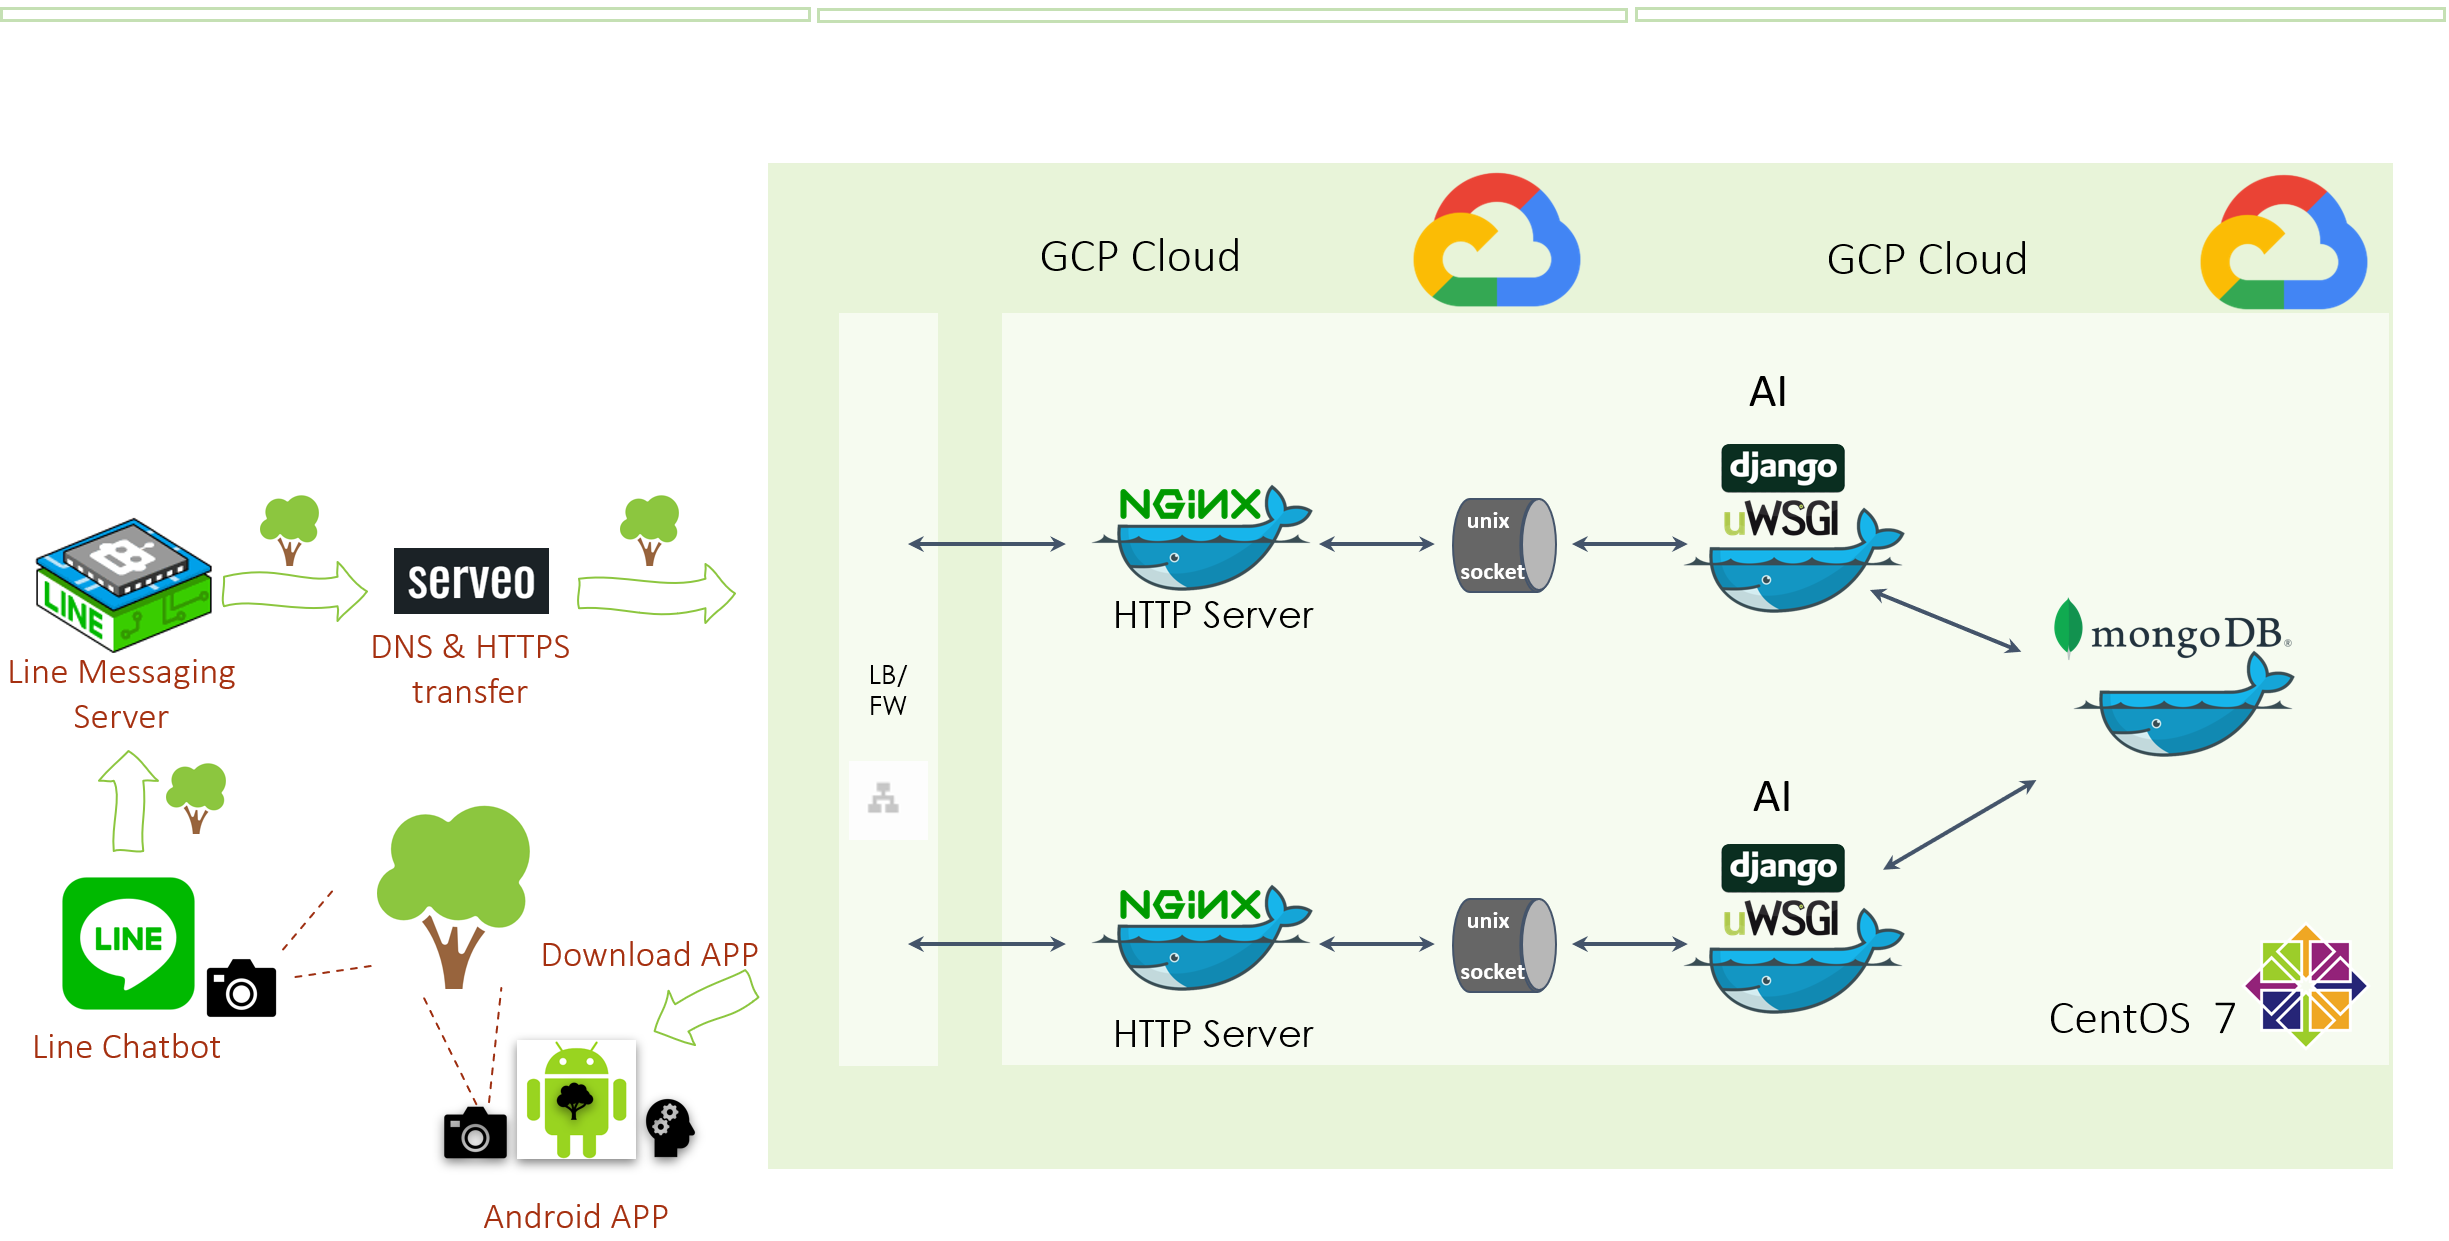 GCP Cloud
GCP Cloud
AI
django
uWSGI
NGiNX
unix
socket
HTTP Server
LINE
serveo
Line Messaging
Server
DNS & HTTPS
transfer
LB/
FW
mongoDB®
AI
django
uWSGI
NGiNX
unix
socket
HTTP Server
LINE
Line Chatbot
Download APP
CentOS 7
Android APP